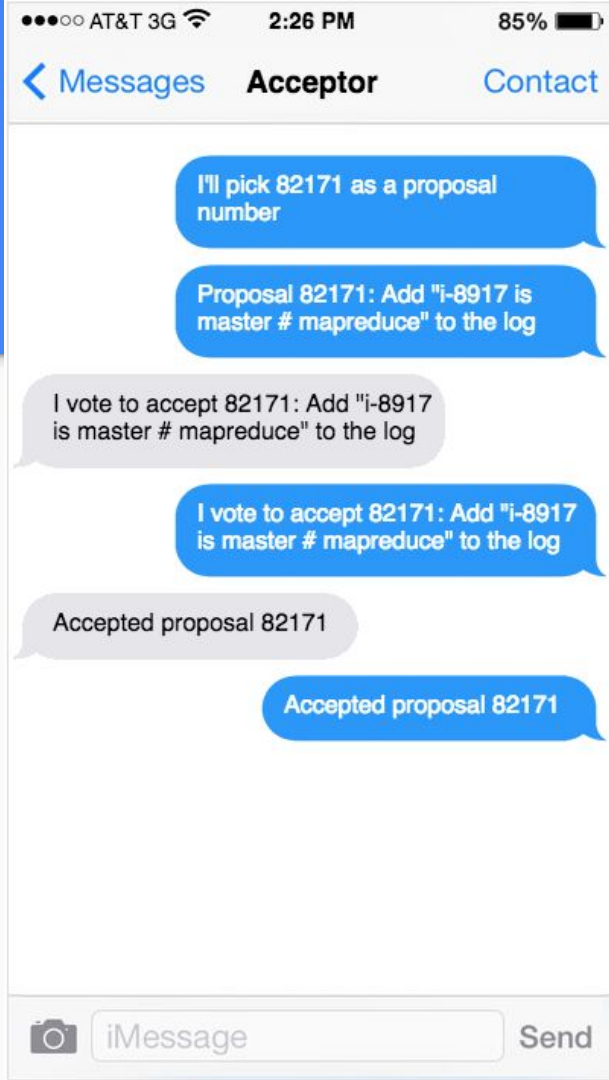 AT&T 3G 2:26 PM 85%
Messages Acceptor Contact
I'll pick 82171 as a proposal
number
Proposal 82171: Add "i-8917 is
master # mapreduce" to the log
I vote to accept 82171: Add "i-8917
is master # mapreduce" to the log
I vote to accept 82171: Add "i-8917
is master # mapreduce" to the log
Accepted proposal 82171
Accepted proposal 82171
iMessage Send